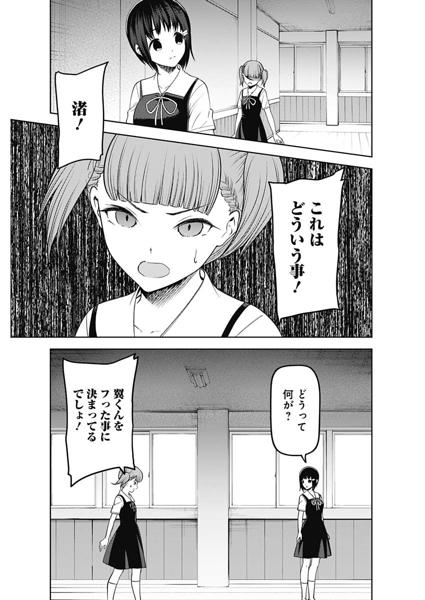 渚！
これは
どういう事！
どうって
何が？
翼くんを
フった事に
決まってる
でしょ！